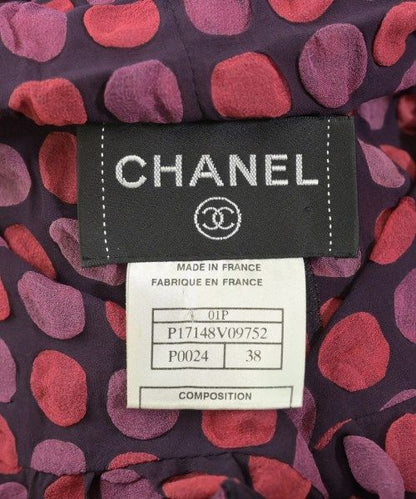 CHANEL
MADE IN FRANCE
FABRIQUE EN FRANCE
01P
P17148V09752
P0024 38
COMPOSITION